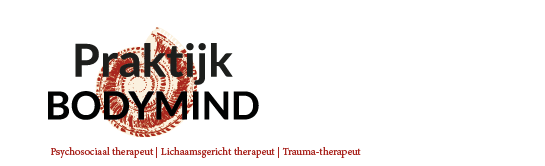 Praktijk
BODYMIND
Psychosociaal therapeut | Lichaamsgericht therapeut | Trauma-therapeut